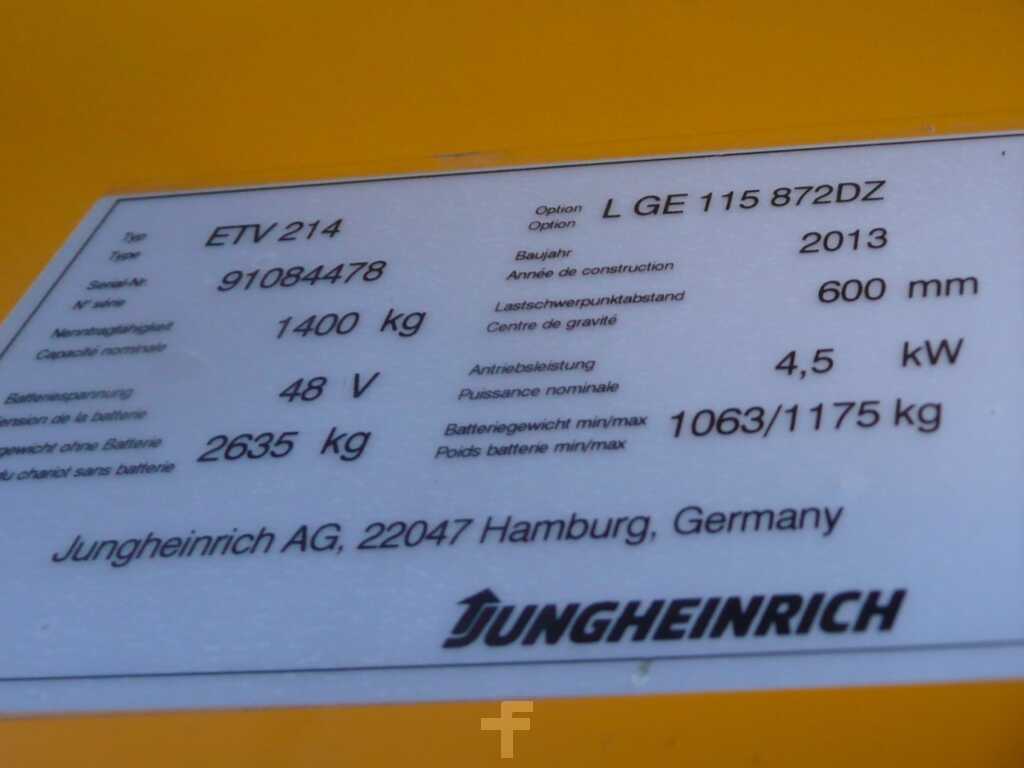 Typ
Type
ETV 214
Option
Option
L GE 115 872DZ
Serial-Nr.
N° série
91084478
Baujahr
Année de construction
2013
Nenntragfähigkeit
Capacité nominale
1400 kg
Lastschwerpunktabstand
Centre de gravité
600 mm
Batteriespannung
ension de la batterie
48 V
Antriebsleistung
Puissance nominale
4,5 kW
gewicht ohne Batterie
du chariot sans batterie
2635 kg
Batteriegewicht min/max
Poids batterie min/max
1063/1175 kg
Jungheinrich AG, 22047 Hamburg, Germany
JUNGHEINRICH